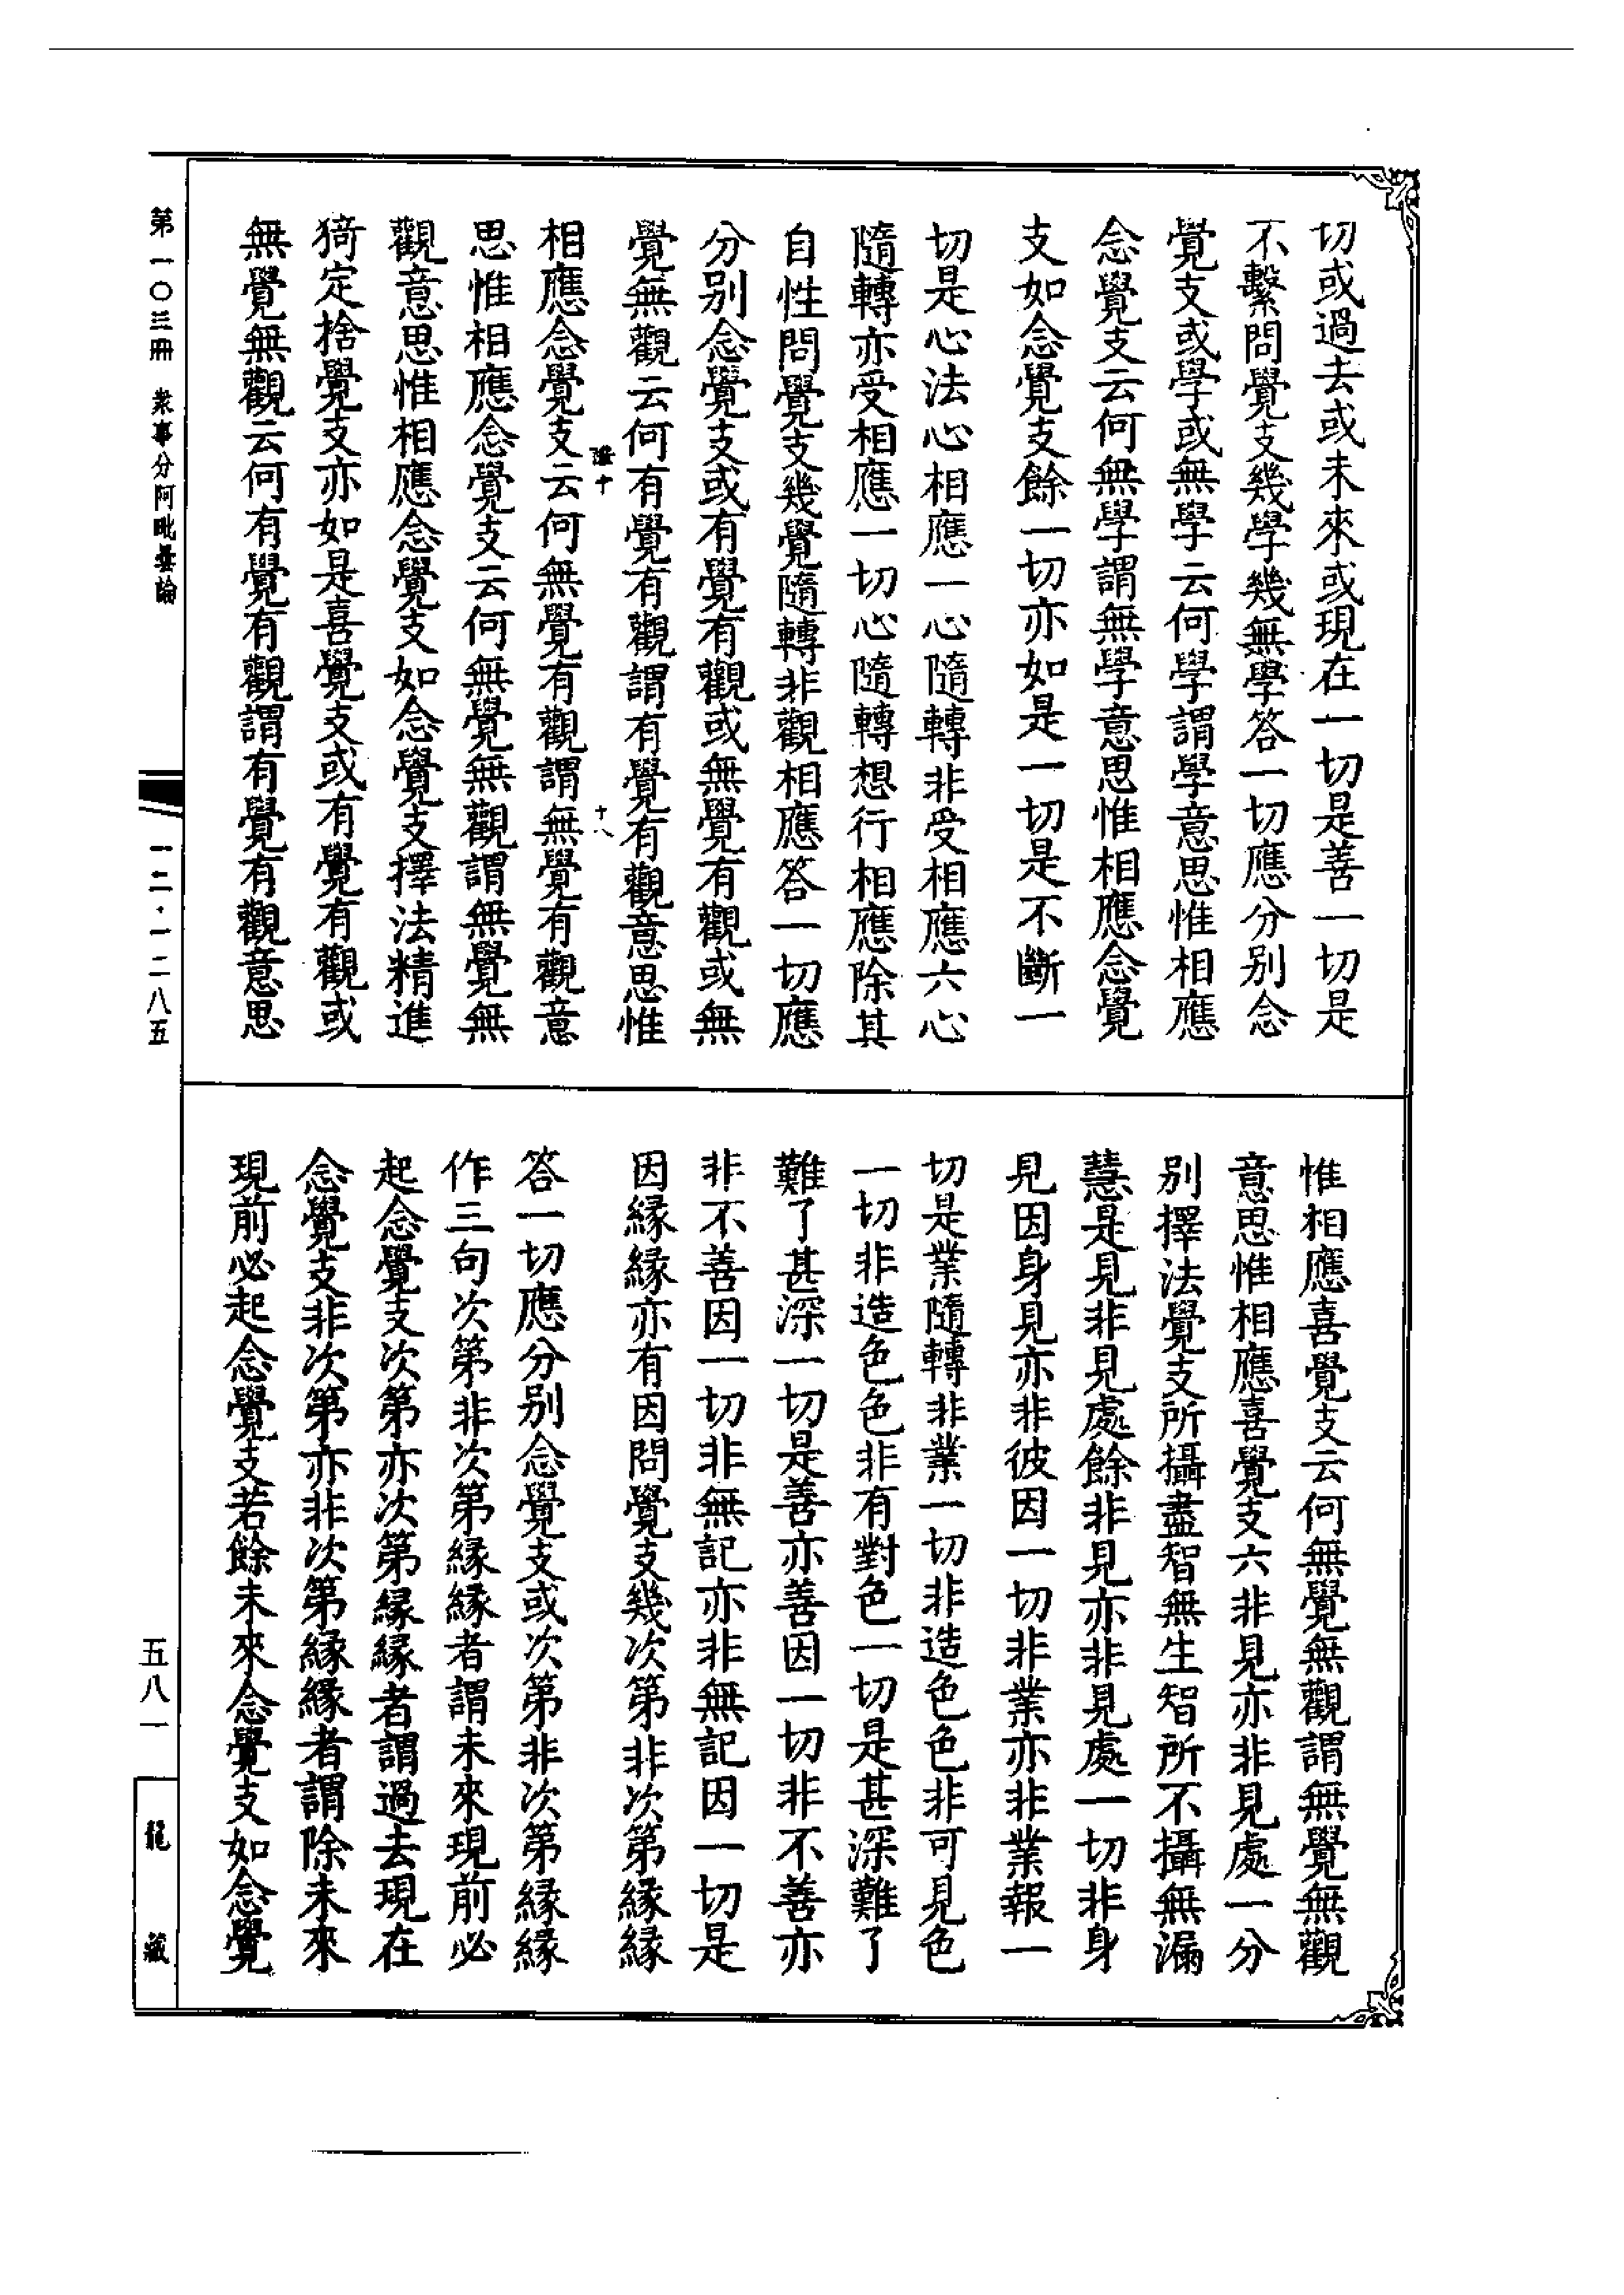 切或過去或未來或現在一切是善一切是
不繫問覺支幾學幾無學答一切應分別念
覺支或學或無學云何學謂學意思惟相應
念覺支云何無學謂無學意思惟相應念覺
支如念覺支餘一切亦如是一切是不斷一
切是心法心相應一心隨轉非受相應六心
隨轉亦受相應一切心隨轉想行相應除其
自性問覺支幾覺隨轉非觀相應答一切應
分別念覺支或有覺有觀或無覺有觀或無
覺無觀云何有覺有觀謂有覺有觀意思惟
相應念覺支云何無覺有觀謂無覺有觀意
思惟相應念覺支云何無覺無觀謂無覺無
觀意思惟相應念覺支如念覺支擇法精進
猗定捨覺支亦如是喜覺支或有覺有觀或
無覺無觀云何有覺有觀謂有覺有觀意思
惟相應喜覺支云何無覺無觀謂無覺無觀
意思惟相應喜覺支六非見亦非見處一分
別擇法覺支所攝盡智無生智所不攝無漏
慧是見非見處餘非見亦非見處一切非身
見因身見亦非彼因一切非業亦非業報一
切是業隨轉非業一切非造色色非可見色
一切非造色色非有對色一切是甚深難了
難了甚深一切是善亦善因一切非不善亦
非不善因一切非無記亦非無記因一切是
因緣緣亦有因問覺支幾次第非次第緣緣
答一切應分別念覺支或次第非次第緣緣
作三句次第非次第緣緣者謂未來現前必
起念覺支次第亦次第緣緣者謂過去現在
念覺支非次第亦非次第緣緣者謂除未來
現前必起念覺支若餘未來念覺支如念覺
十八
第一〇三冊 衆事分阿毗曇論
一二·一二八五
五八一
龍藏